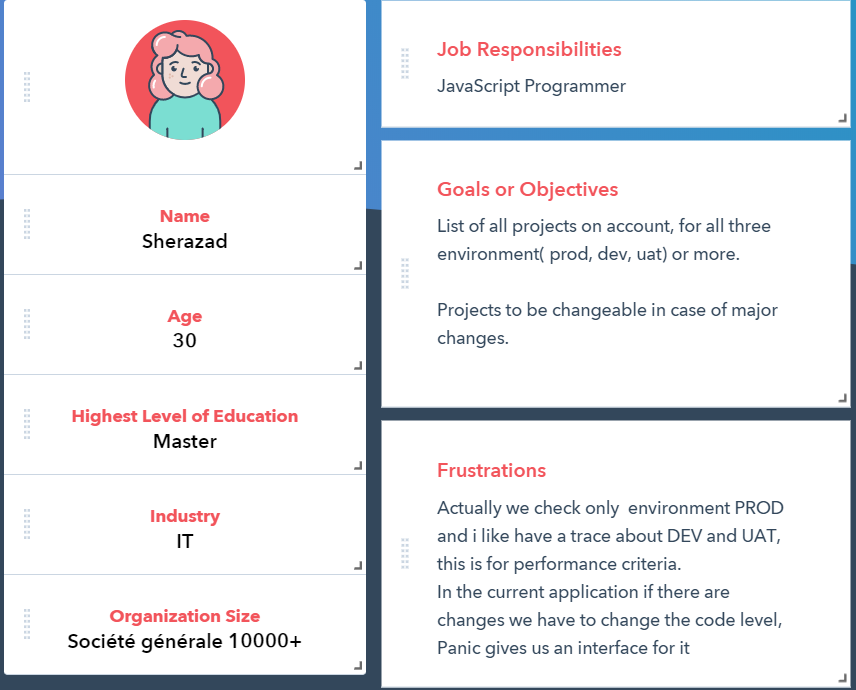 Name
Sherazad
Age
30
Highest Level of Education
Master
Industry
IT
Organization Size
Société générale 10000+
Job Responsibilities
JavaScript Programmer
Goals or Objectives
List of all projects on account, for all three
environment( prod, dev, uat) or more.
Projects to be changeable in case of major
changes.
Frustrations
Actually we check only  environment PROD
and i like have a trace about DEV and UAT,
this is for performance criteria.
In the current application if there are
changes we have to change the code level,
Panic gives us an interface for it